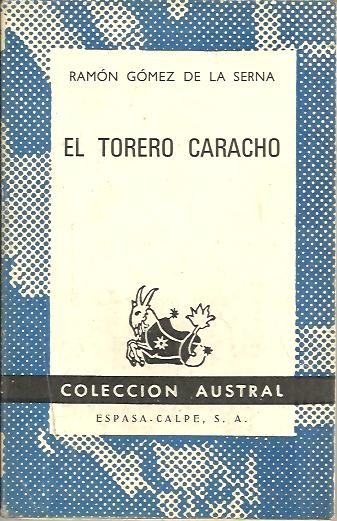 RAMÓN GÓMEZ DE LA SERNA
EL TORERO CARACHO
COLECCION AUSTRAL
ESPASA-CALPE, S. A.